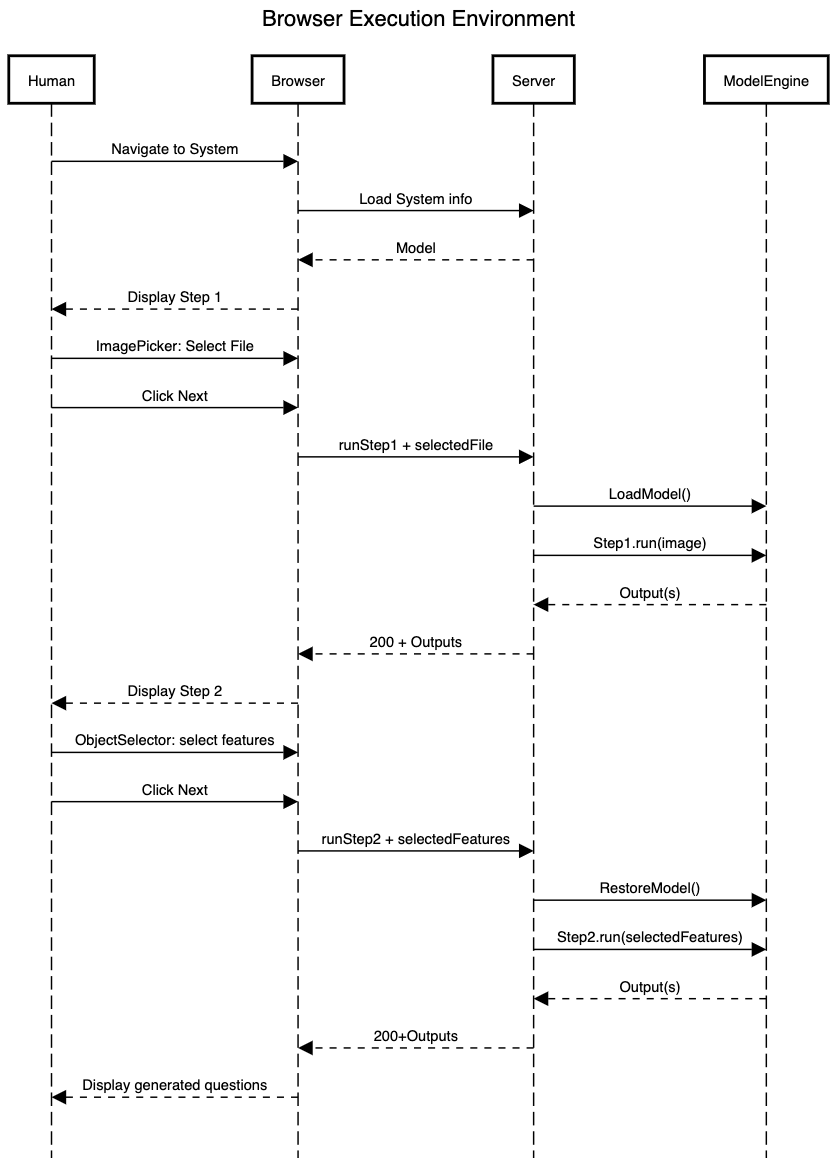 Browser Execution Environment
Human
Browser
Server
ModelEngine
Navigate to System
Load System info
Model
Display Step 1
ImagePicker: Select File
Click Next
runStep1 + selectedFile
LoadModel()
Step1.run(image)
Output(s)
200 + Outputs
Display Step 2
ObjectSelector: select features
Click Next
runStep2 + selectedFeatures
RestoreModel()
Step2.run(selectedFeatures)
Output(s)
200+Outputs
Display generated questions